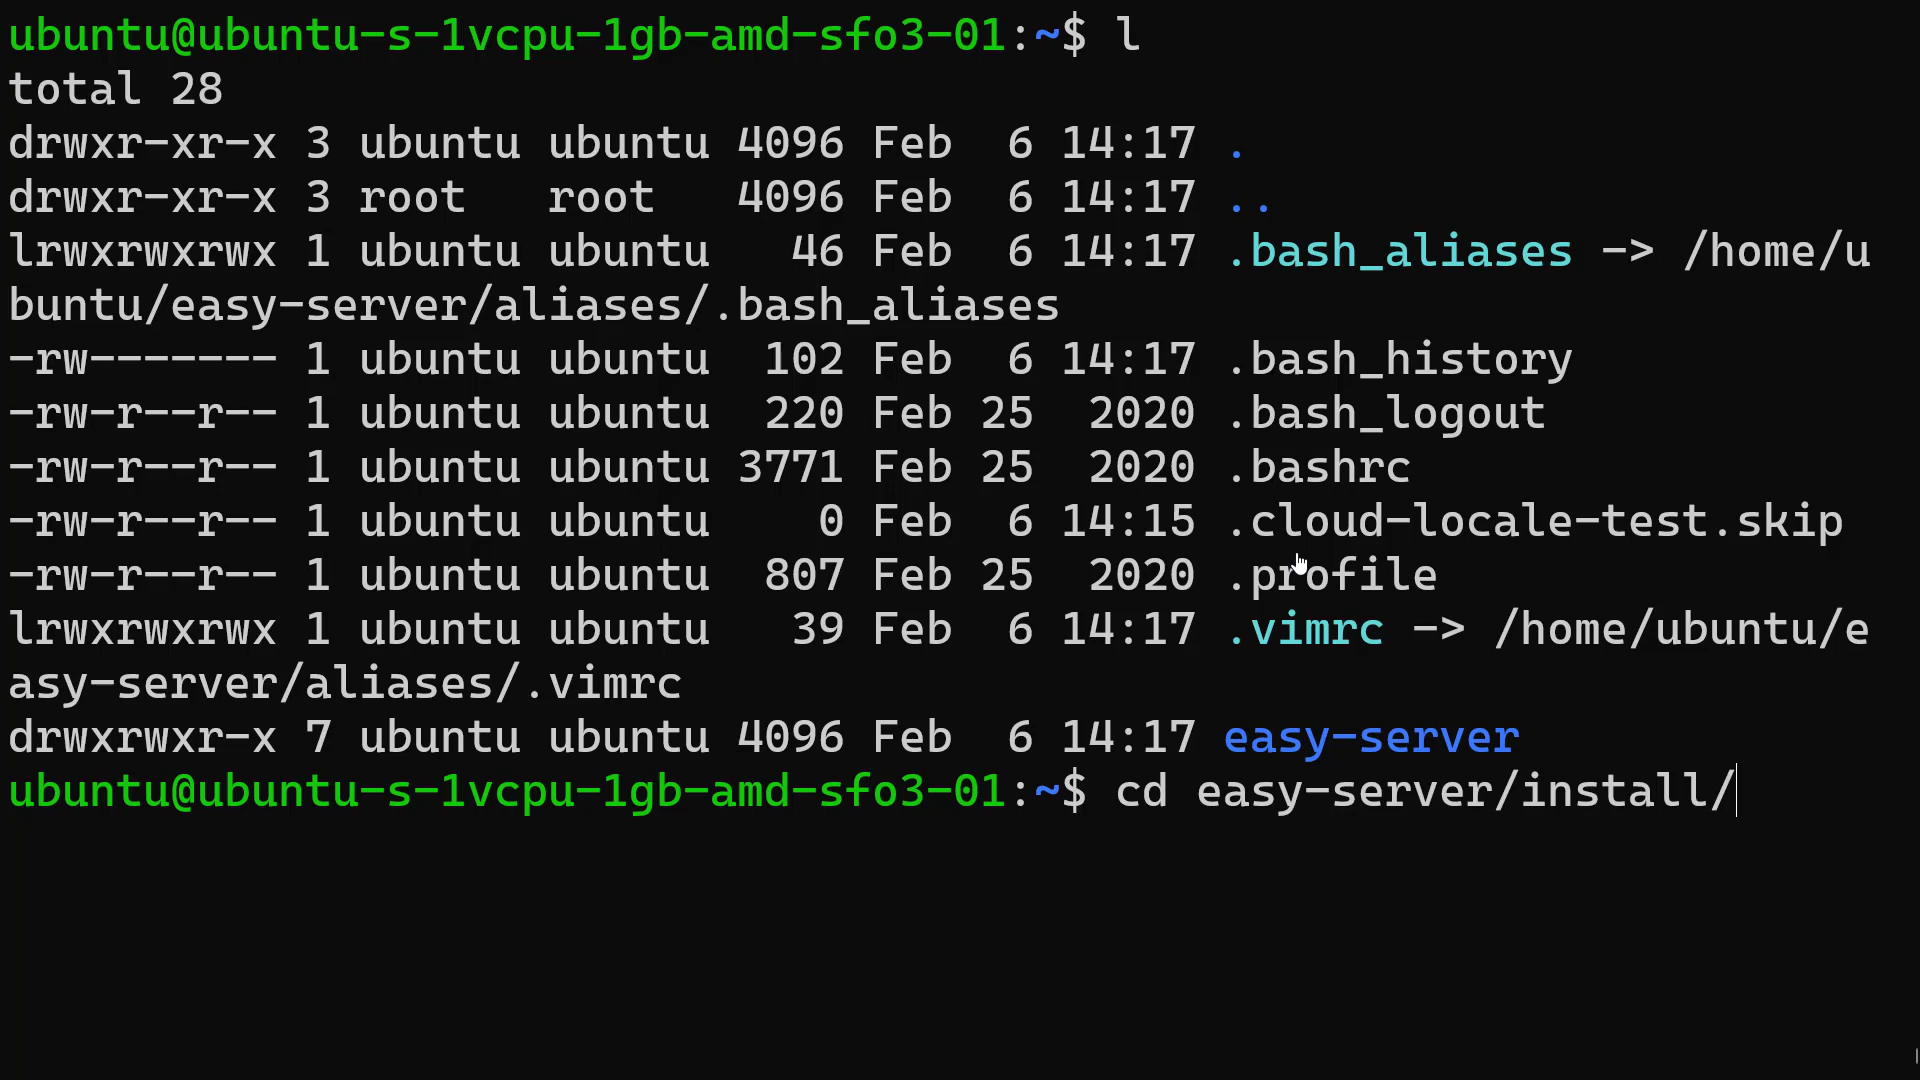 ubuntu@ubuntu-s-1vcpu-1gb-amd-sfo3-01:~$ l
total 28
drwxr-xr-x 3 ubuntu ubuntu 4096 Feb  6 14:17 .
drwxr-xr-x 3 root   root   4096 Feb  6 14:17 ..
lrwxrwxrwx 1 ubuntu ubuntu   46 Feb  6 14:17 .bash_aliases -> /home/u
buntu/easy-server/aliases/.bash_aliases
-rw------- 1 ubuntu ubuntu  102 Feb  6 14:17 .bash_history
-rw-r--r-- 1 ubuntu ubuntu  220 Feb 25  2020 .bash_logout
-rw-r--r-- 1 ubuntu ubuntu 3771 Feb 25  2020 .bashrc
-rw-r--r-- 1 ubuntu ubuntu    0 Feb  6 14:15 .cloud-locale-test.skip
-rw-r--r-- 1 ubuntu ubuntu  807 Feb 25  2020 .profile
lrwxrwxrwx 1 ubuntu ubuntu   39 Feb  6 14:17 .vimrc -> /home/ubuntu/e
asy-server/aliases/.vimrc
drwxrwxr-x 7 ubuntu ubuntu 4096 Feb  6 14:17 easy-server
ubuntu@ubuntu-s-1vcpu-1gb-amd-sfo3-01:~$ cd easy-server/install/